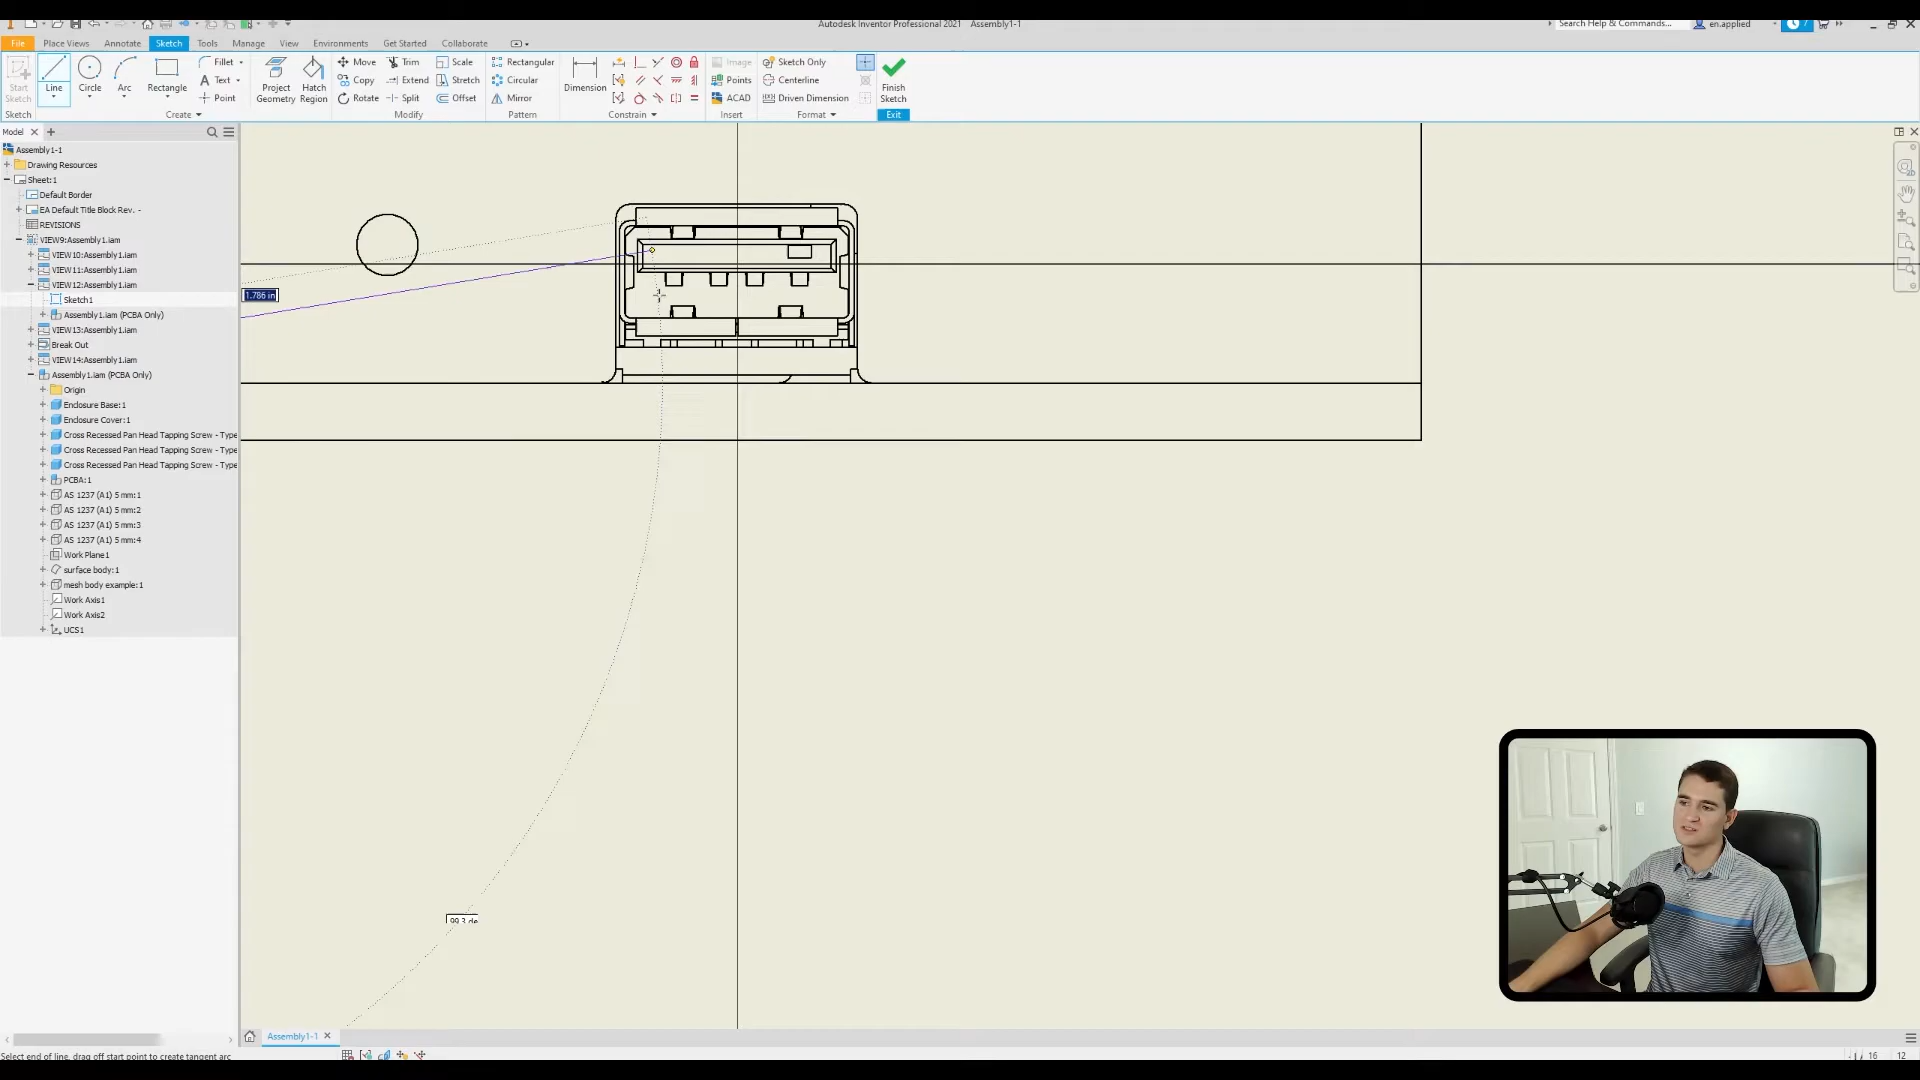 Autodesk Inventor Professional 2021 Assembly1-1
Search Help & Commands...
en.applied
File
Place Views
Annotate
Sketch
Tools
Manage
View
Environments
Get Started
Collaborate
Start Sketch
Line
Circle
Arc
Rectangle
Fillet
Text
Point
Project Geometry
Hatch Region
Move
Copy
Rotate
Trim
Extend
Split
Scale
Stretch
Offset
Rectangular
Circular
Mirror
Dimension
Image
Points
ACAD
Sketch Only
Centerline
Driven Dimension
Finish Sketch
Sketch
Create
Modify
Pattern
Constrain
Insert
Format
Exit
Model
Assembly1-1
Drawing Resources
Sheet:1
Default Border
EA Default Title Block Rev. -
REVISIONS
VIEW9:Assembly1.iam
VIEW10:Assembly1.iam
VIEW11:Assembly1.iam
VIEW12:Assembly1.iam
Sketch1
Assembly1.iam (PCBA Only)
VIEW13:Assembly1.iam
Break Out
VIEW14:Assembly1.iam
Assembly1.iam (PCBA Only)
Origin
Enclosure Base:1
Enclosure Cover:1
Cross Recessed Pan Head Tapping Screw - Type
Cross Recessed Pan Head Tapping Screw - Type
Cross Recessed Pan Head Tapping Screw - Type
PCBA:1
AS 1237 (A1) 5 mm:1
AS 1237 (A1) 5 mm:2
AS 1237 (A1) 5 mm:3
AS 1237 (A1) 5 mm:4
Work Plane1
surface body:1
mesh body example:1
Work Axis1
Work Axis2
UCS1
1.786 in
99.3 de
Assembly1-1
Select end of line, drag off start point to create tangent arc
16
12